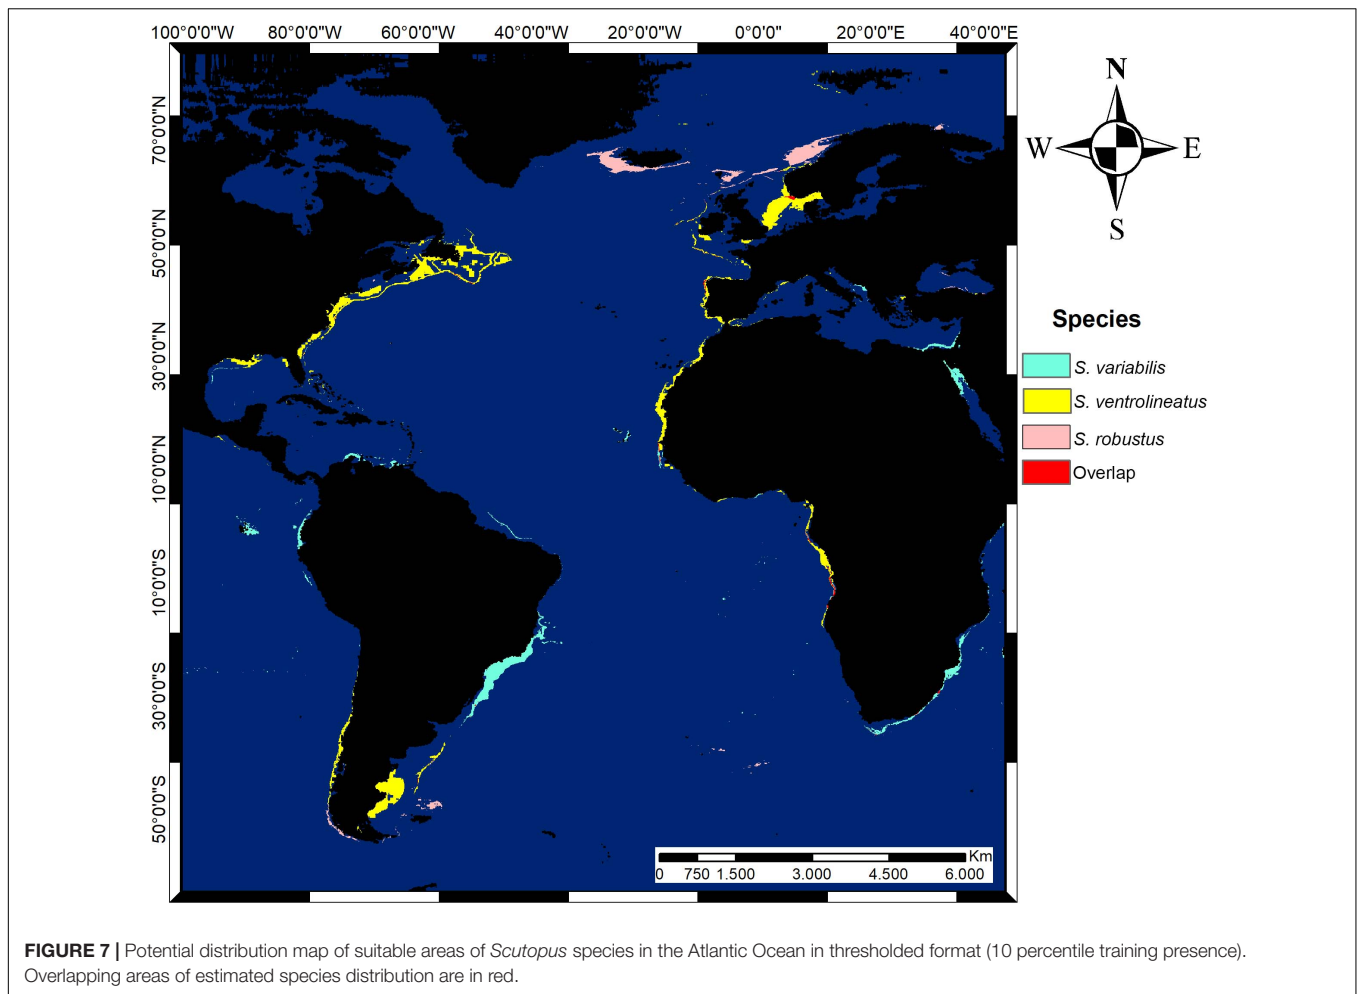 100°0'0"W 80°0'0"W 60°0'0"W 40°0'0"W 20°0'0"W 0°0'0" 20°0'0"E 40°0'0"E
70°0'0"N
50°0'0"N
30°0'0"N
10°0'0"N
10°0'0"S
30°0'0"S
50°0'0"S
N
W E
S
Species
S. variabilis
S. ventrolineatus
S. robustus
Overlap
Km
0 750 1.500 3.000 4.500 6.000
FIGURE 7 | Potential distribution map of suitable areas of Scutopus species in the Atlantic Ocean in thresholded format (10 percentile training presence).
Overlapping areas of estimated species distribution are in red.